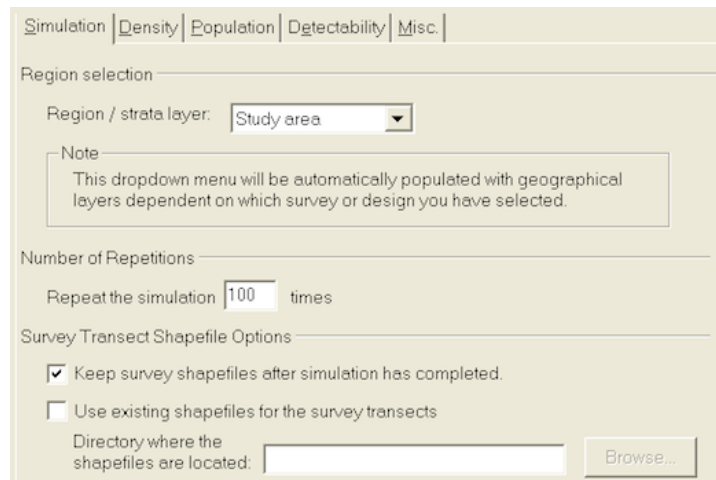 Simulation Density Population Detectability Misc.
Region selection
Region / strata layer: Study area
Note
This dropdown menu will be automatically populated with geographical
layers dependent on which survey or design you have selected.
Number of Repetitions
Repeat the simulation 100 times
Survey Transect Shapefile Options
Keep survey shapefiles after simulation has completed.
Use existing shapefiles for the survey transects
Directory where the
shapefiles are located: Browse...